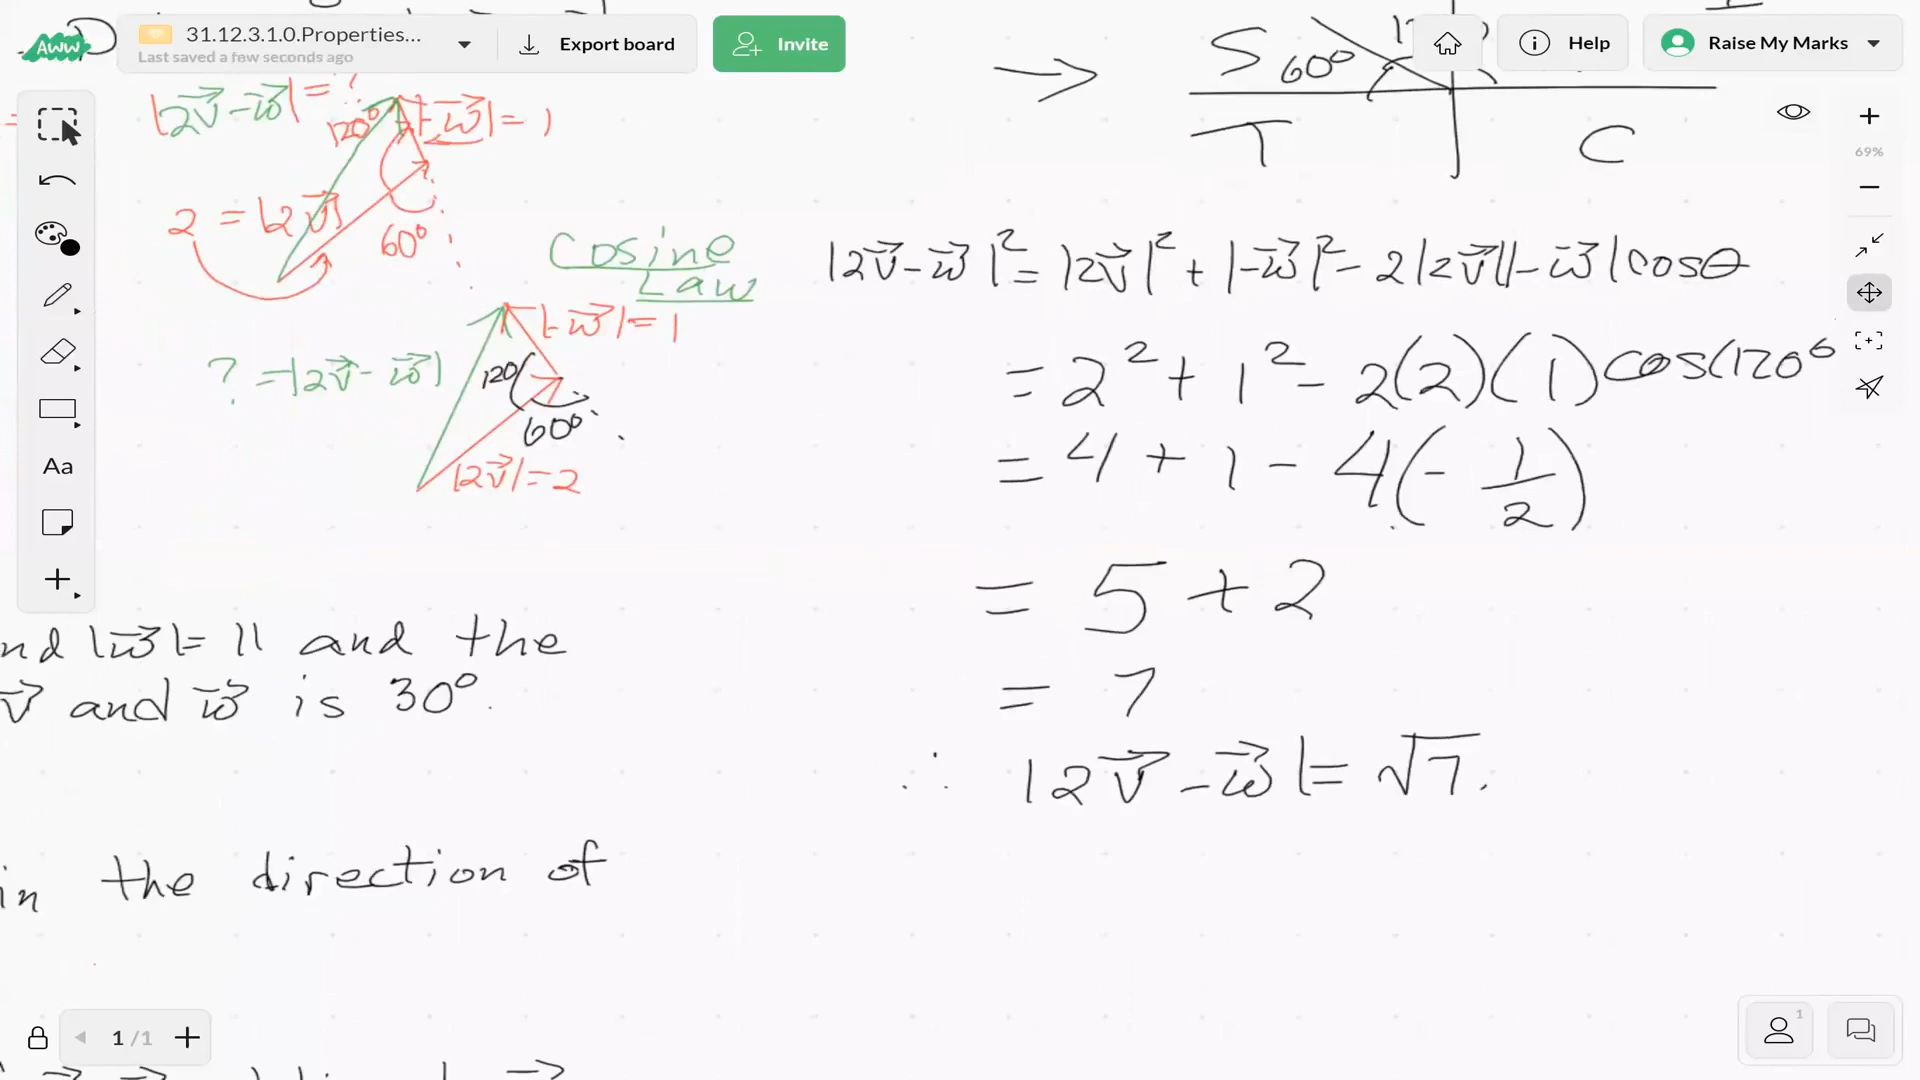 AWW
31.12.3.1.0.Properties...
Last saved a few seconds ago
Export board
Invite
Help
Raise My Marks
69%
S 60°
T C
|2v⃗ - w⃗| = ?
120° |-w⃗| = 1
2 = |2v⃗|
60°
Cosine
Law
|-w⃗| = 1
? = |2v⃗ - w⃗|
120
60°
|2v⃗| = 2
|2v⃗ - w⃗|² = |2v⃗|² + |-w⃗|² - 2|2v⃗||-w⃗|cosθ
= 2² + 1² - 2(2)(1)cos(120°
= 4 + 1 - 4(-1/2)
= 5 + 2
= 7
∴ |2v⃗ - w⃗| = √7.
nd |w⃗| = 11 and the
v⃗ and w⃗ is 30°.
in the direction of
Aa
1 /1
1